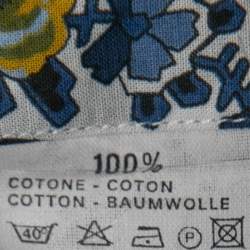 100%
COTONE - COTON
COTTON - BAUMWOLLE
40° P